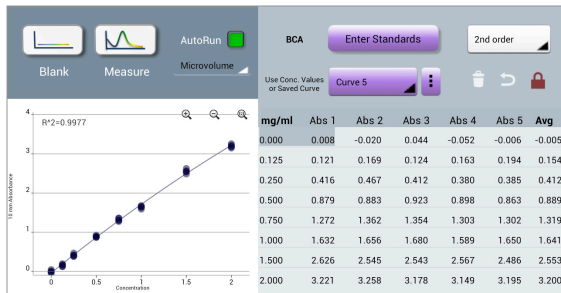 AutoRun
Blank
Measure
Microvolume
BCA
Enter Standards
2nd order
Use Conc. Values
or Saved Curve
Curve 5
R^2=0.9977
4
3
2
1
0
10 mm Absorbance
0 0.5 1 1.5 2
Concentration
mg/ml Abs 1 Abs 2 Abs 3 Abs 4 Abs 5 Avg
0.000 0.008 -0.020 0.044 -0.052 -0.006 -0.005
0.125 0.121 0.169 0.124 0.163 0.194 0.154
0.250 0.416 0.467 0.412 0.380 0.385 0.412
0.500 0.879 0.883 0.923 0.898 0.863 0.889
0.750 1.272 1.362 1.354 1.303 1.302 1.319
1.000 1.632 1.656 1.680 1.589 1.650 1.641
1.500 2.626 2.545 2.543 2.567 2.486 2.553
2.000 3.221 3.258 3.178 3.149 3.195 3.200